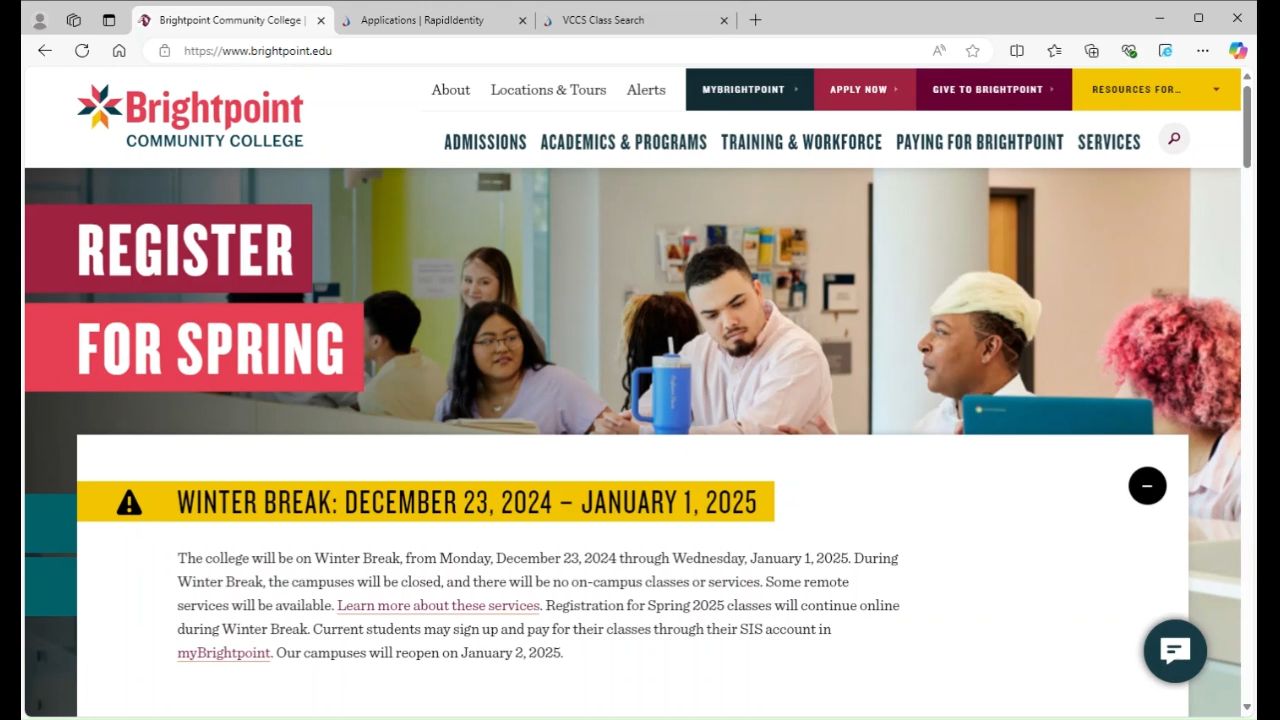 Brightpoint Community College |
Applications | RapidIdentity
VCCS Class Search
https://www.brightpoint.edu
Brightpoint
COMMUNITY COLLEGE
About
Locations & Tours
Alerts
MYBRIGHTPOINT
APPLY NOW
GIVE TO BRIGHTPOINT
RESOURCES FOR...
ADMISSIONS
ACADEMICS & PROGRAMS
TRAINING & WORKFORCE
PAYING FOR BRIGHTPOINT
SERVICES
REGISTER
FOR SPRING
WINTER BREAK: DECEMBER 23, 2024 – JANUARY 1, 2025
The college will be on Winter Break, from Monday, December 23, 2024 through Wednesday, January 1, 2025. During
Winter Break, the campuses will be closed, and there will be no on-campus classes or services. Some remote
services will be available. Learn more about these services. Registration for Spring 2025 classes will continue online
during Winter Break. Current students may sign up and pay for their classes through their SIS account in
myBrightpoint. Our campuses will reopen on January 2, 2025.